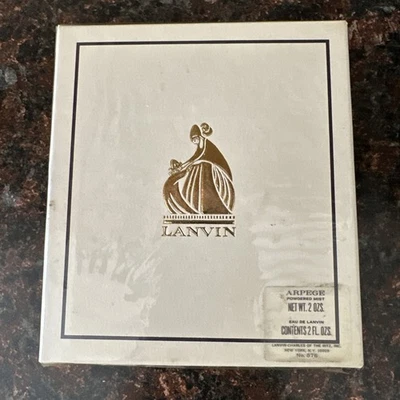 LANVIN
ARPEGE
POWDERED MIST
NET WT. 2 OZS.
EAU DE LANVIN
CONTENTS 2 FL. OZS.
LANVIN-CHARLES OF THE RITZ, INC.
NEW YORK, N.Y.
No.